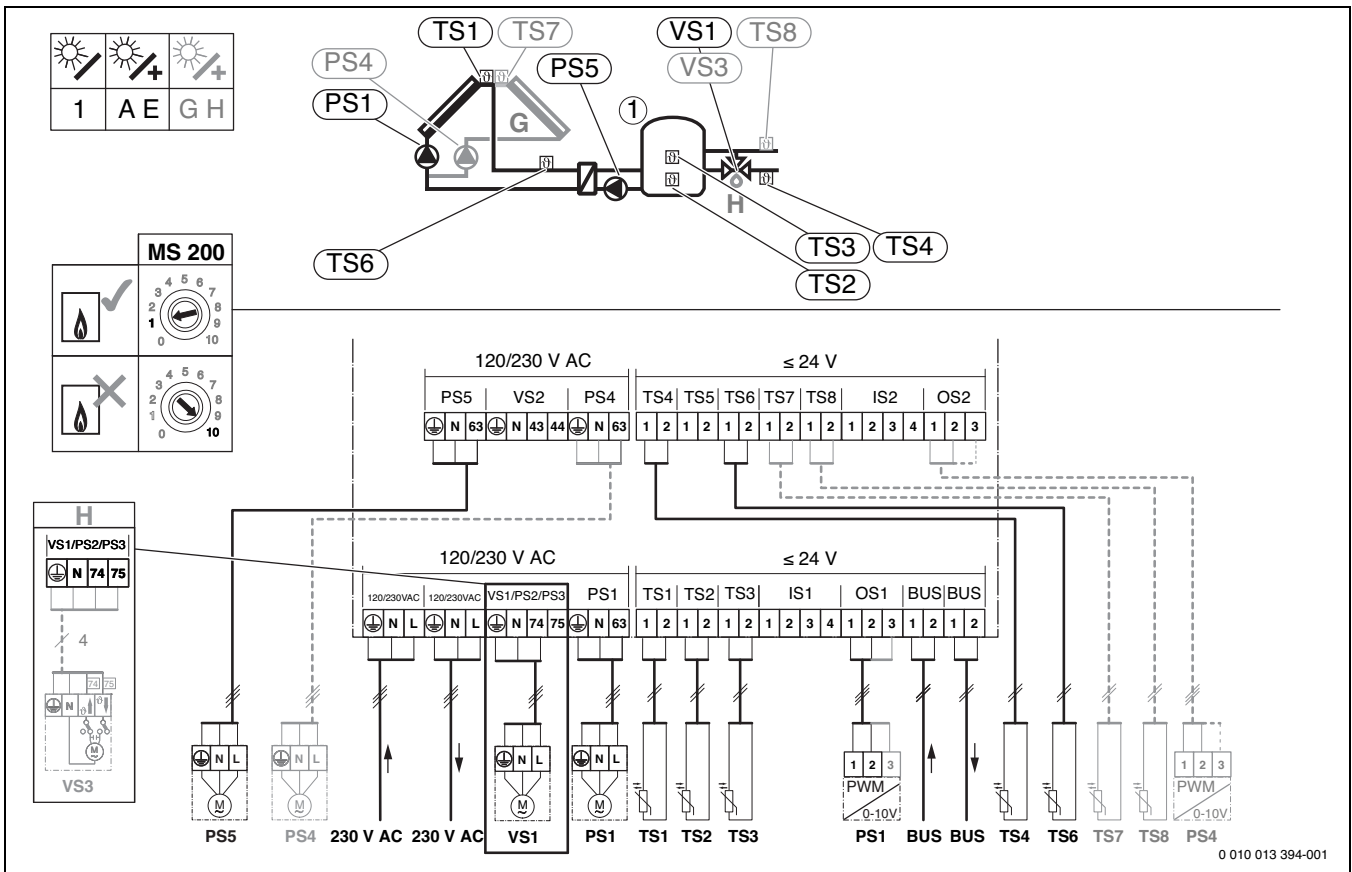 1 A E G H
TS1 TS7 VS1 TS8
PS4 PS5 VS3
PS1 1
G
H
TS6 TS3 TS4
TS2
MS 200
0 1 2 3 4 5 6 7 8 9 10
0 1 2 3 4 5 6 7 8 9 10
120/230 V AC ≤ 24 V
PS5 VS2 PS4 TS4 TS5 TS6 TS7 TS8 IS2 OS2
N 63 N 43 44 N 63 1 2 1 2 1 2 1 2 1 2 1 2 3 4 1 2 3
H
VS1/PS2/PS3
N 74 75
4
74 75
N
M
VS3
120/230 V AC ≤ 24 V
120/230VAC 120/230VAC VS1/PS2/PS3 PS1 TS1 TS2 TS3 IS1 OS1 BUS BUS
N L N L N 74 75 N 63 1 2 1 2 1 2 1 2 3 4 1 2 3 1 2 1 2
N L N L N L N L 1 2 3 1 2 3
M M M M PWM 0-10V PWM 0-10V
PS5 PS4 230 V AC 230 V AC VS1 PS1 TS1 TS2 TS3 PS1 BUS BUS TS4 TS6 TS7 TS8 PS4
0 010 013 394-001